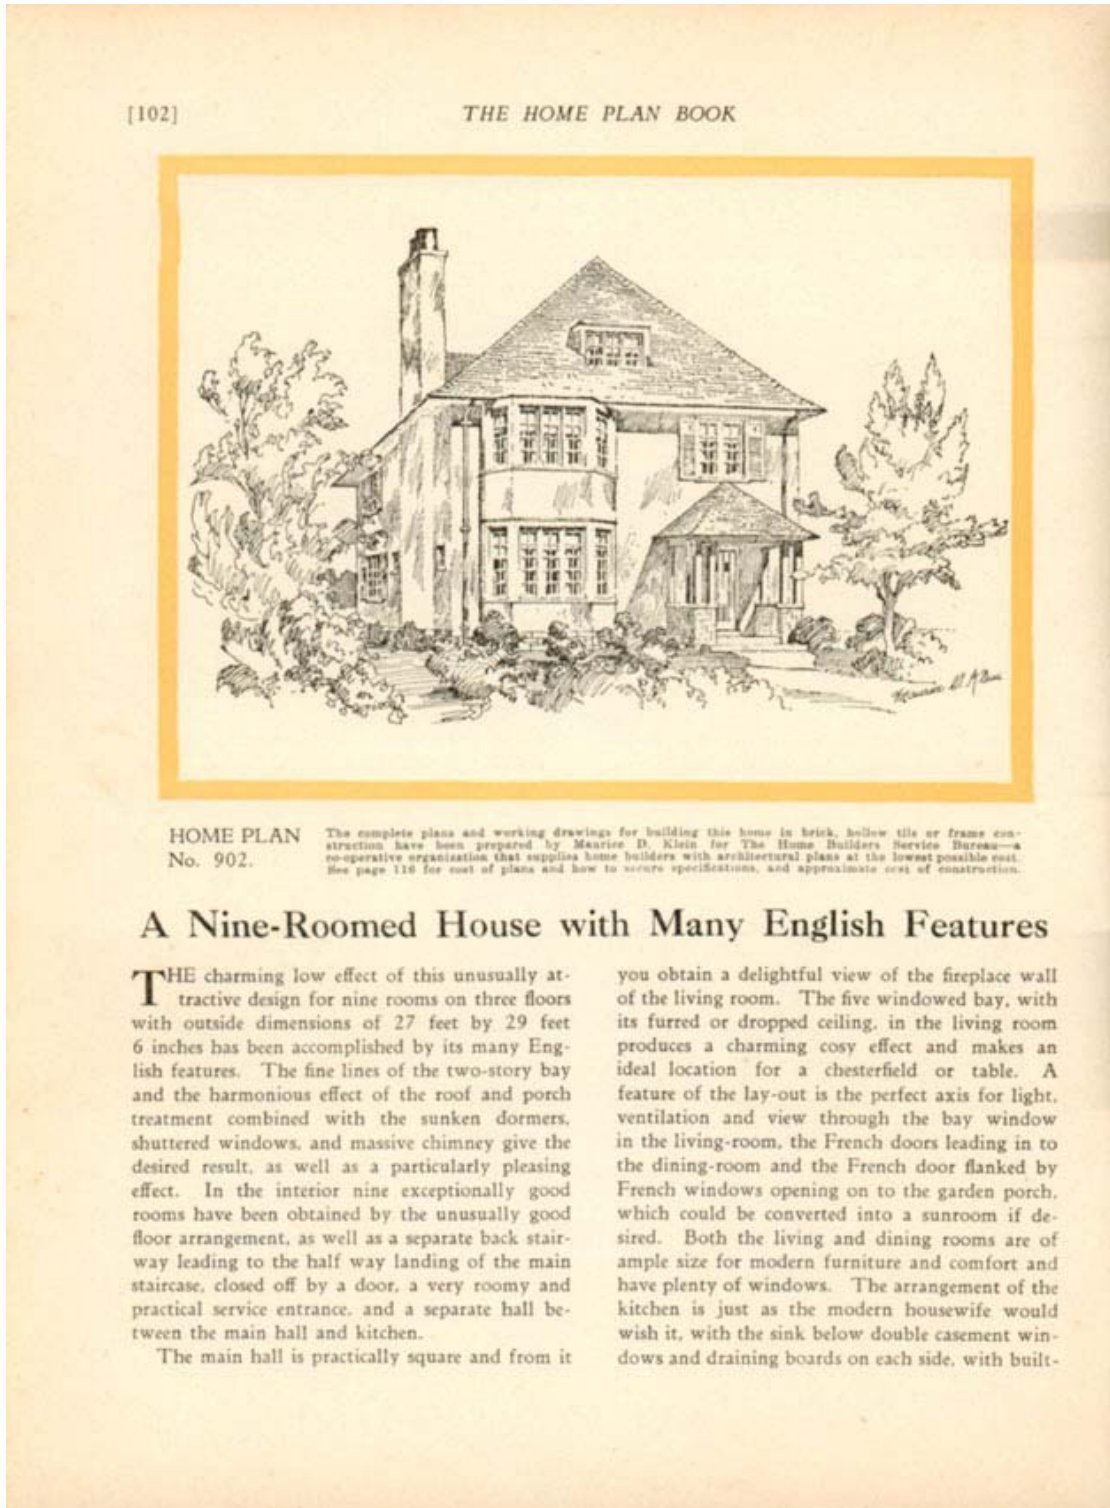 [102]
THE HOME PLAN BOOK
HOME PLAN
No. 902.
The complete plans and working drawings for building this home in brick, hollow tile or frame con-
struction have been prepared by Maurice D. Klein for The Home Builders Service Bureau—a
co-operative organization that supplies home builders with architectural plans at the lowest possible cost.
See page 116 for cost of plans and how to secure specifications, and approximate cost of construction.
A Nine-Roomed House with Many English Features
THE charming low effect of this unusually at-
tractive design for nine rooms on three floors
with outside dimensions of 27 feet by 29 feet
6 inches has been accomplished by its many Eng-
lish features. The fine lines of the two-story bay
and the harmonious effect of the roof and porch
treatment combined with the sunken dormers,
shuttered windows, and massive chimney give the
desired result, as well as a particularly pleasing
effect. In the interior nine exceptionally good
rooms have been obtained by the unusually good
floor arrangement, as well as a separate back stair-
way leading to the half way landing of the main
staircase, closed off by a door, a very roomy and
practical service entrance, and a separate hall be-
tween the main hall and kitchen.
The main hall is practically square and from it
you obtain a delightful view of the fireplace wall
of the living room. The five windowed bay, with
its furred or dropped ceiling, in the living room
produces a charming cosy effect and makes an
ideal location for a chesterfield or table. A
feature of the lay-out is the perfect axis for light,
ventilation and view through the bay window
in the living-room, the French doors leading in to
the dining-room and the French door flanked by
French windows opening on to the garden porch,
which could be converted into a sunroom if de-
sired. Both the living and dining rooms are of
ample size for modern furniture and comfort and
have plenty of windows. The arrangement of the
kitchen is just as the modern housewife would
wish it, with the sink below double casement win-
dows and draining boards on each side, with built-